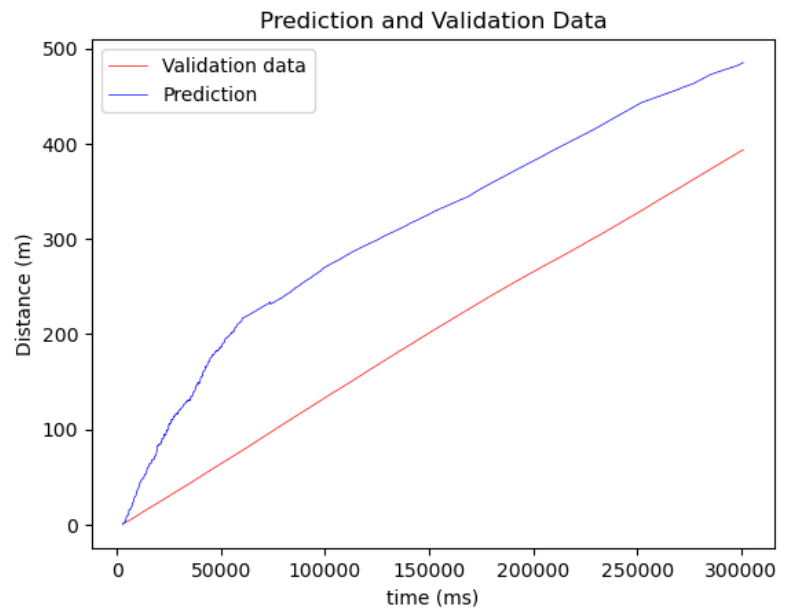 Prediction and Validation Data
Validation data
Prediction
500
400
300
200
100
0
Distance (m)
0 50000 100000 150000 200000 250000 300000
time (ms)